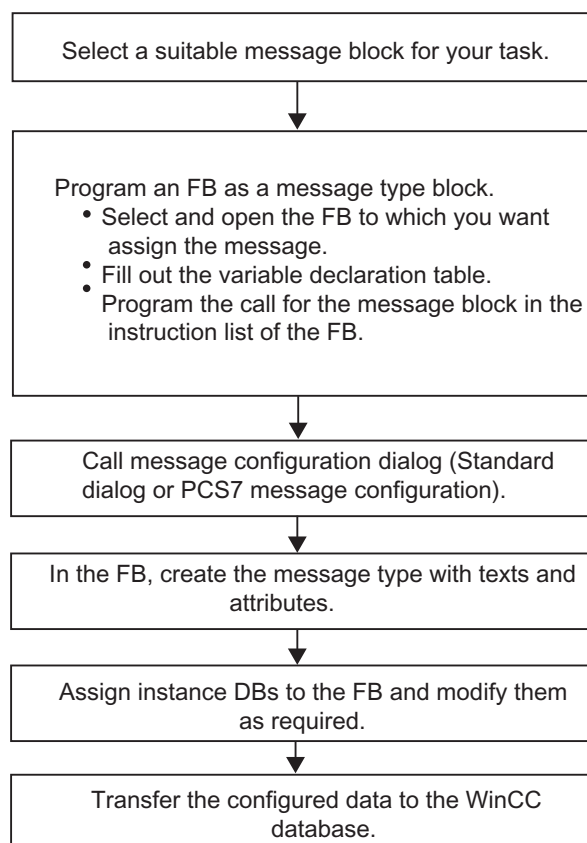 Select a suitable message block for your task.
Program an FB as a message type block.
• Select and open the FB to which you want
assign the message.
• Fill out the variable declaration table.
• Program the call for the message block in the
instruction list of the FB.
Call message configuration dialog (Standard
dialog or PCS7 message configuration).
In the FB, create the message type with texts and
attributes.
Assign instance DBs to the FB and modify them
as required.
Transfer the configured data to the WinCC
database.